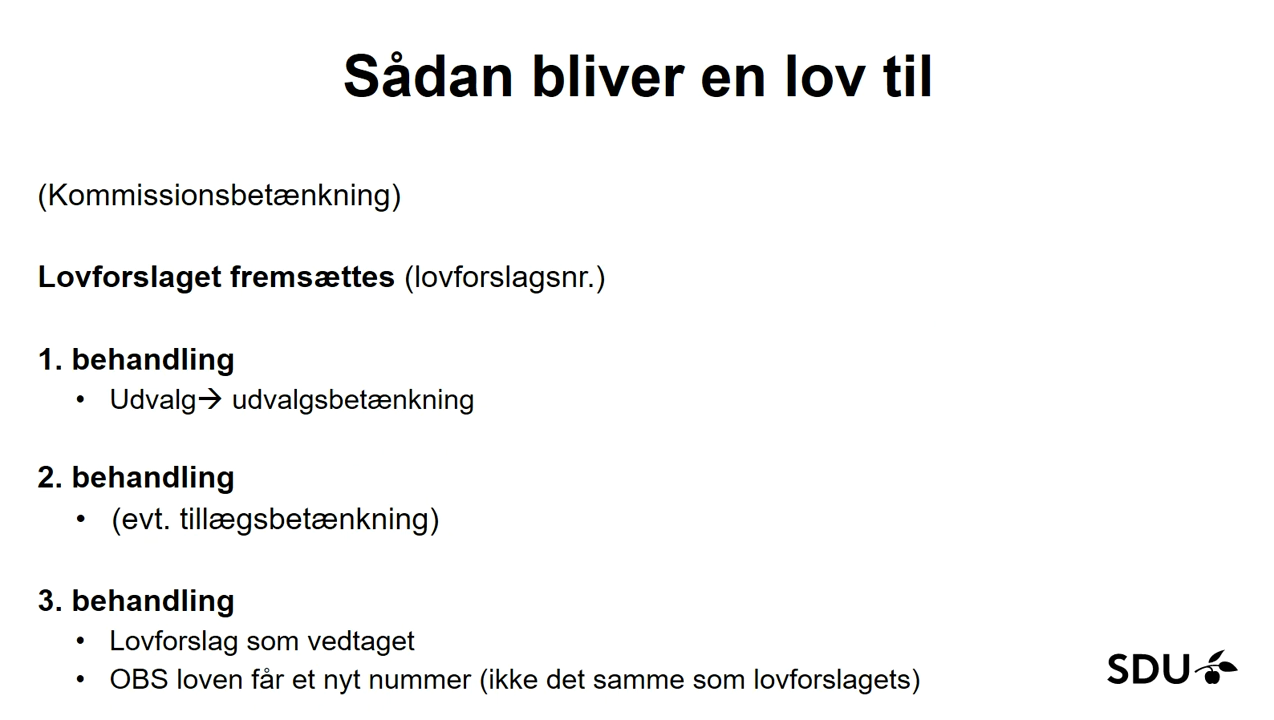 Sådan bliver en lov til
(Kommissionsbetænkning)
Lovforslaget fremsættes (lovforslagsnr.)
1. behandling
• Udvalg→ udvalgsbetænkning
2. behandling
• (evt. tillægsbetænkning)
3. behandling
• Lovforslag som vedtaget
• OBS loven får et nyt nummer (ikke det samme som lovforslagets)
SDU